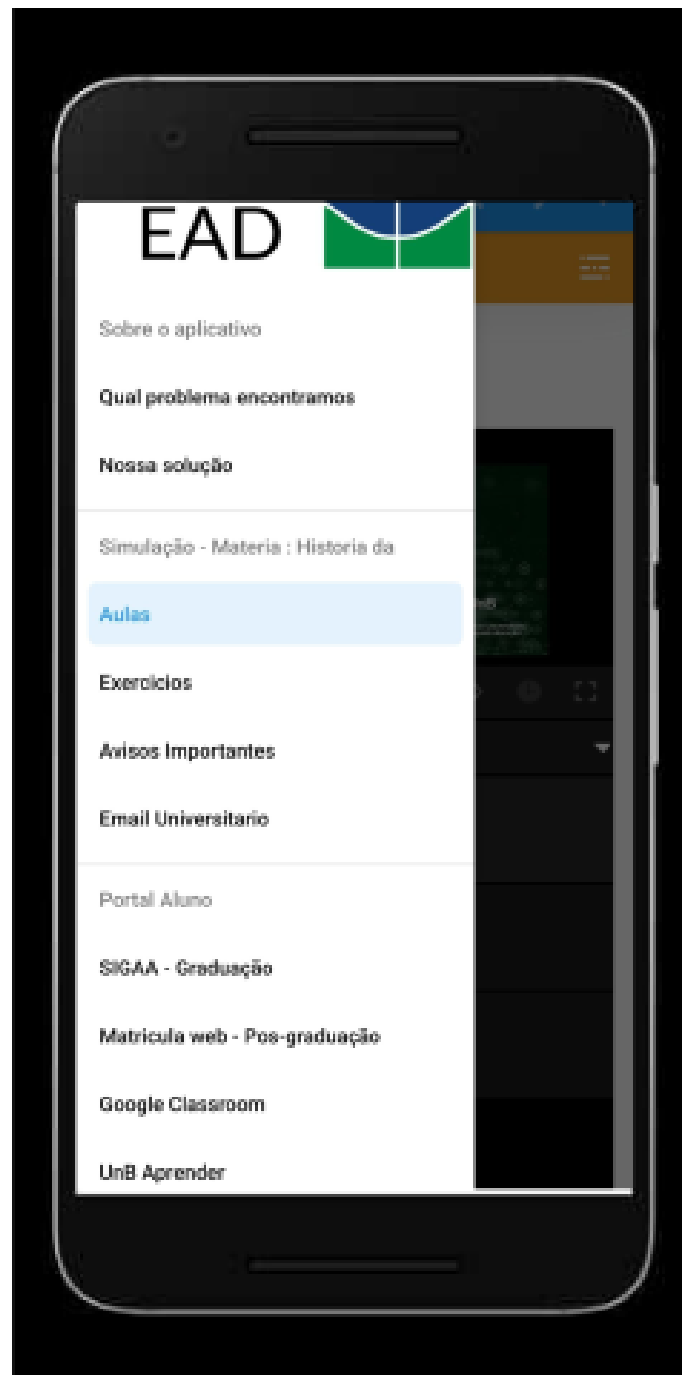 EAD
Sobre o aplicativo
Qual problema encontramos
Nossa solução
Simulação - Materia : Historia da
Aulas
Exercicios
Avisos Importantes
Email Universitario
Portal Aluno
SIGAA - Graduação
Matricula web - Pos-graduação
Google Classroom
UnB Aprender